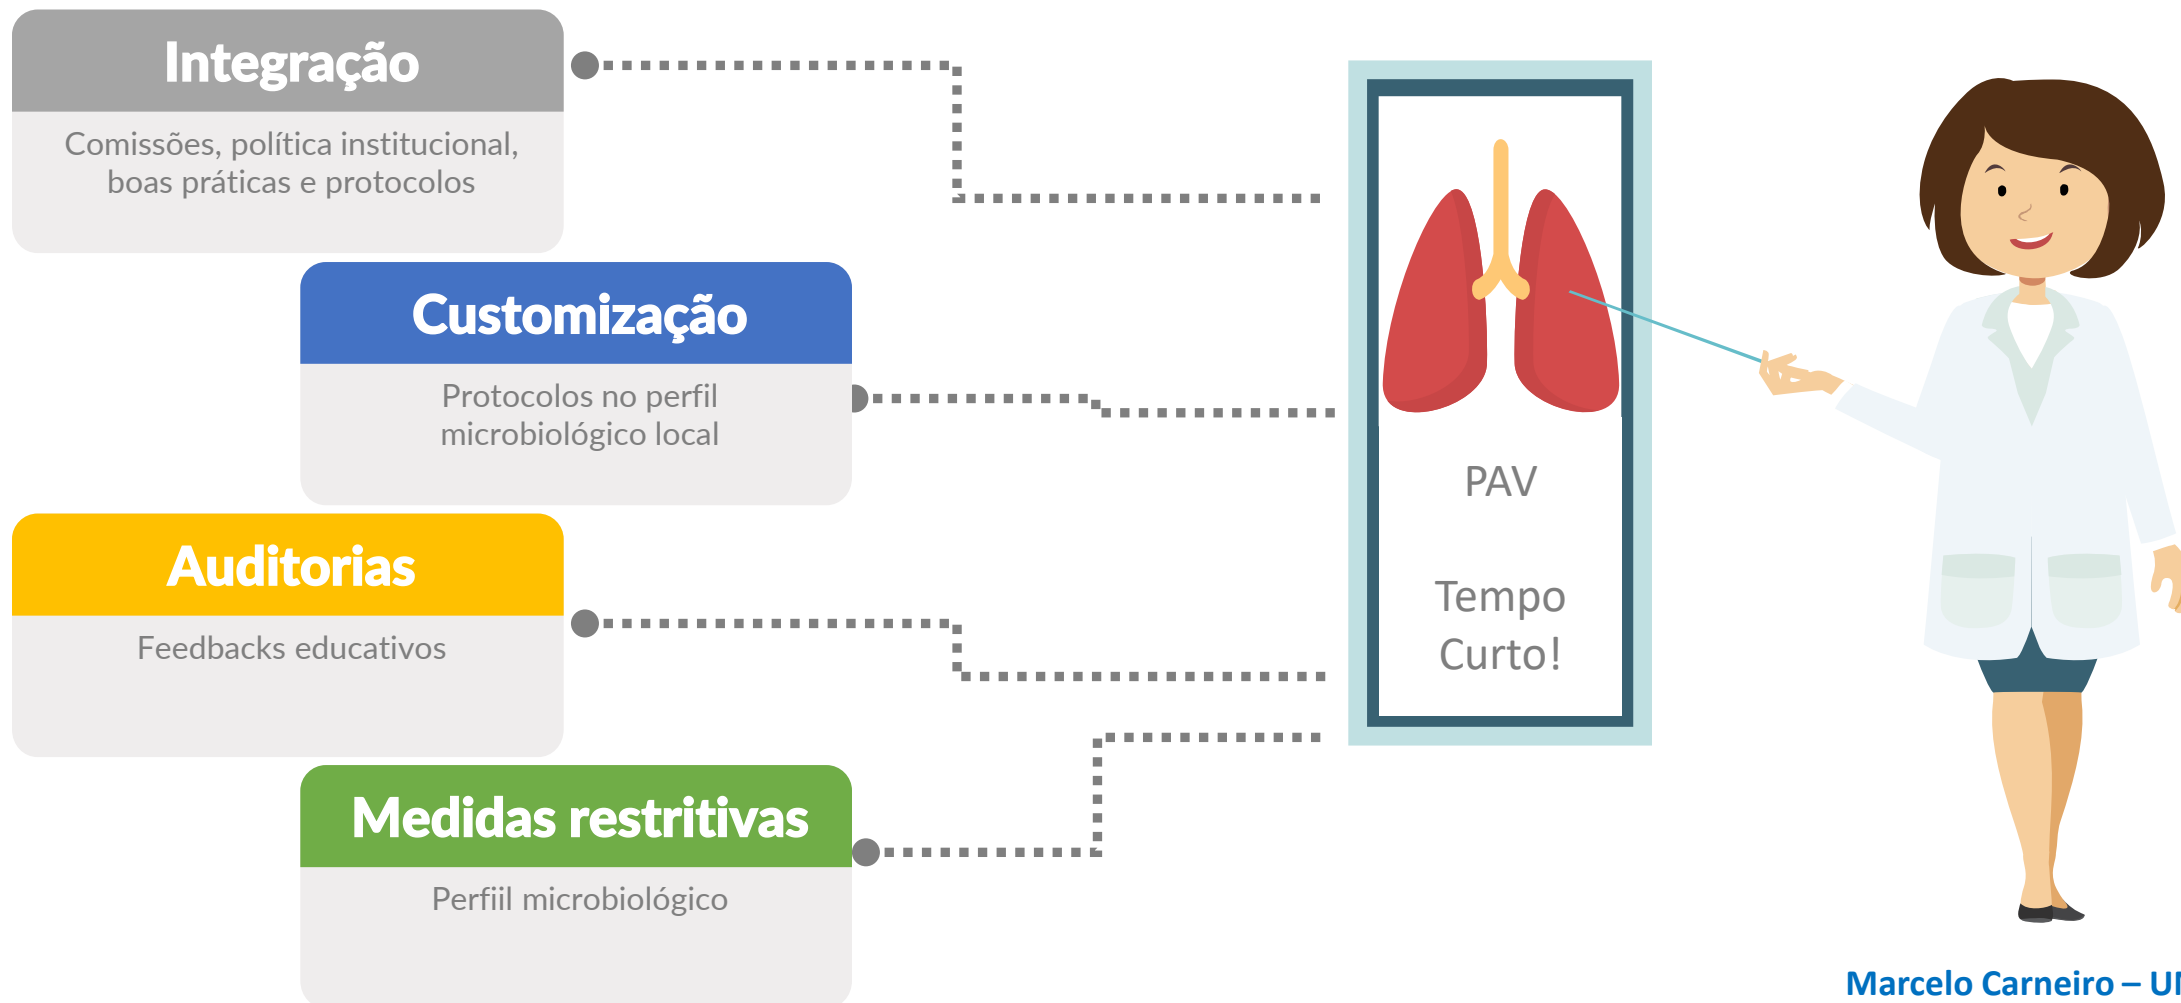 Integração
Comissões, política institucional,
boas práticas e protocolos
Customização
Protocolos no perfil
microbiológico local
Auditorias
Feedbacks educativos
Medidas restritivas
Perfiil microbiológico
PAV
Tempo
Curto!
Marcelo Carneiro –